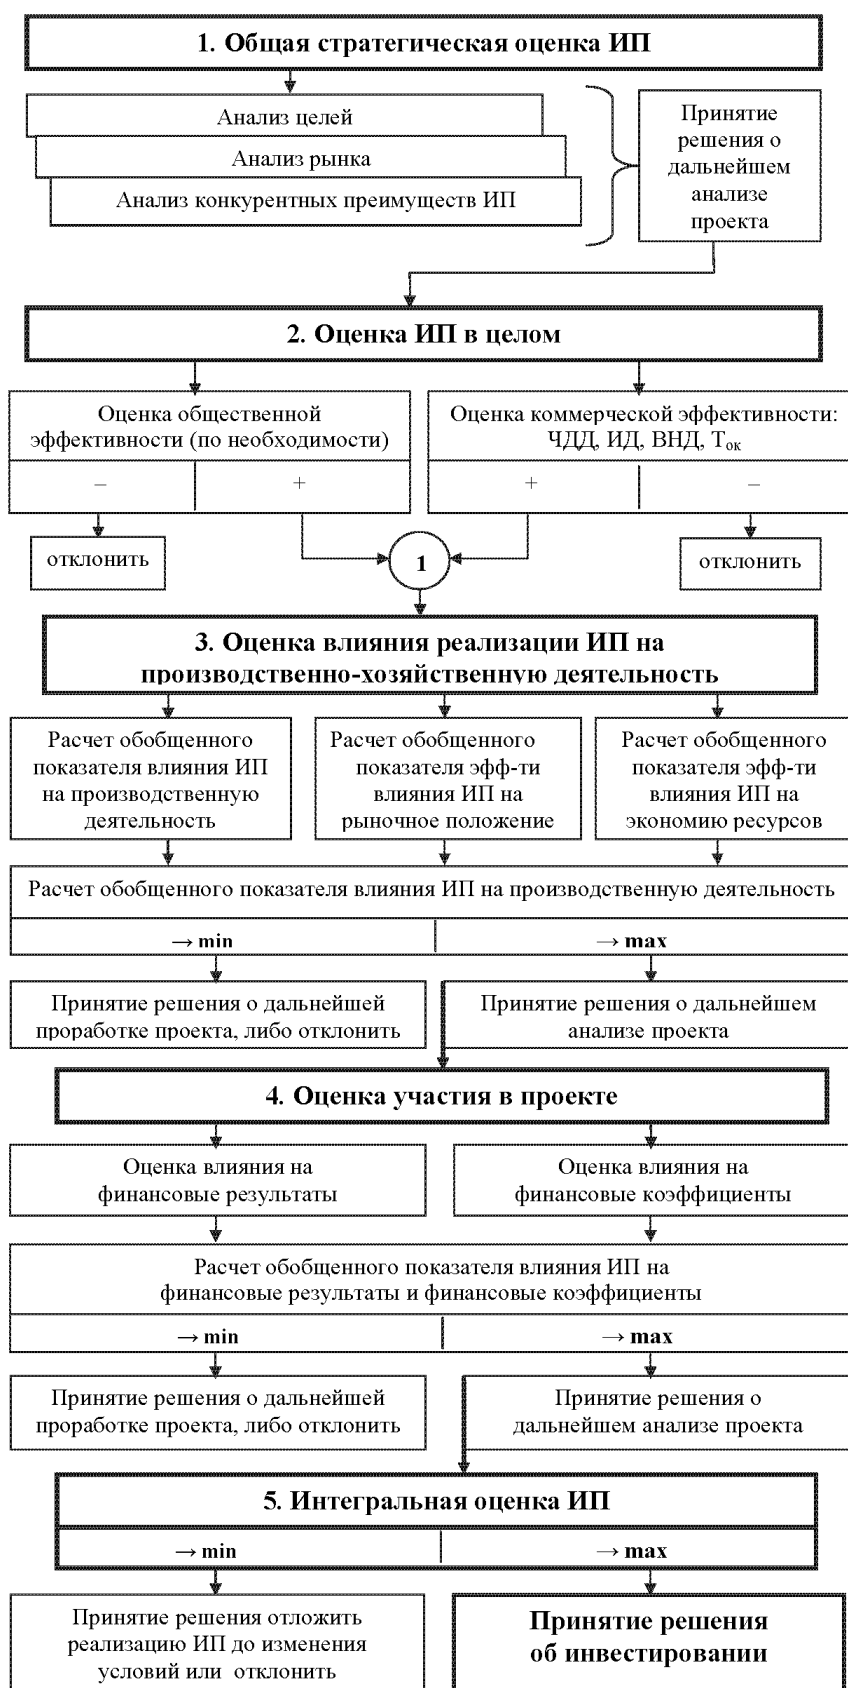 1. Общая стратегическая оценка ИП
Анализ целей
Анализ рынка
Анализ конкурентных преимуществ ИП
Принятие
решения о
дальнейшем
анализе
проекта
2. Оценка ИП в целом
Оценка общественной
эффективности (по необходимости)
– +
Оценка коммерческой эффективности:
ЧДД, ИД, ВНД, Ток
+ –
отклонить
1
отклонить
3. Оценка влияния реализации ИП на
производственно-хозяйственную деятельность
Расчет обобщенного
показателя влияния ИП
на производственную
деятельность
Расчет обобщенного
показателя эфф-ти
влияния ИП на
рыночное положение
Расчет обобщенного
показателя эфф-ти
влияния ИП на
экономию ресурсов
Расчет обобщенного показателя влияния ИП на производственную деятельность
→ min → max
Принятие решения о дальнейшей
проработке проекта, либо отклонить
Принятие решения о дальнейшем
анализе проекта
4. Оценка участия в проекте
Оценка влияния на
финансовые результаты
Оценка влияния на
финансовые коэффициенты
Расчет обобщенного показателя влияния ИП на
финансовые результаты и финансовые коэффициенты
→ min → max
Принятие решения о дальнейшей
проработке проекта, либо отклонить
Принятие решения о
дальнейшем анализе проекта
5. Интегральная оценка ИП
→ min → max
Принятие решения отложить
реализацию ИП до изменения
условий или отклонить
Принятие решения
об инвестировании